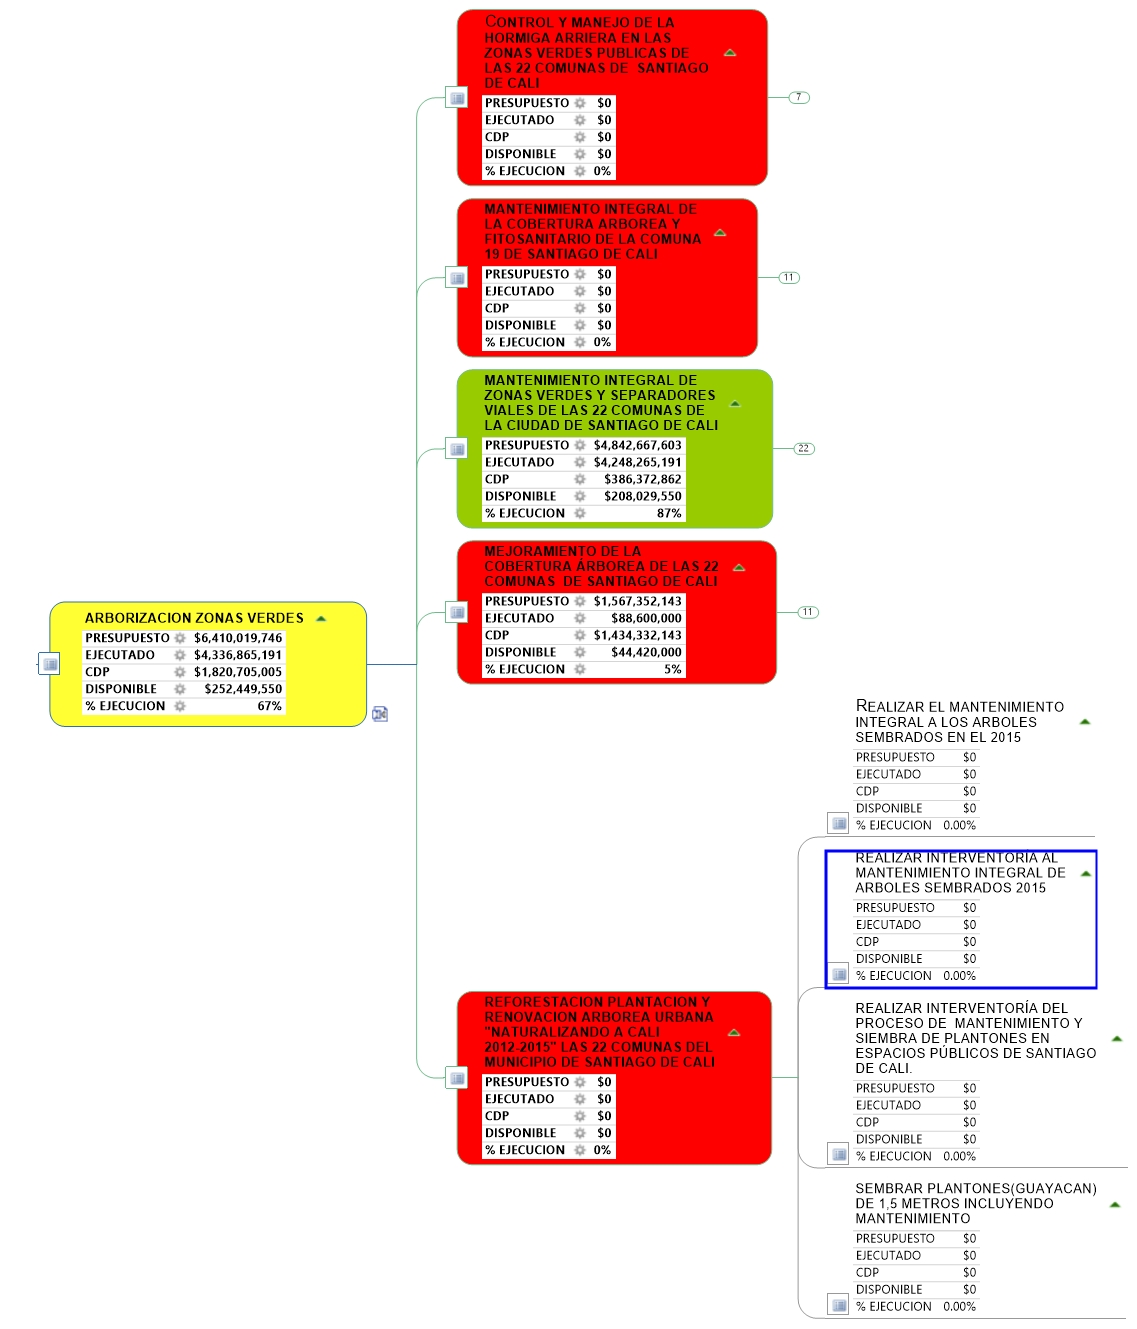 CONTROL Y MANEJO DE LA
HORMIGA ARRIERA EN LAS
ZONAS VERDES PUBLICAS DE
LAS 22 COMUNAS DE SANTIAGO
DE CALI
PRESUPUESTO $0
EJECUTADO $0
CDP $0
DISPONIBLE $0
% EJECUCION 0%
7
MANTENIMIENTO INTEGRAL DE
LA COBERTURA ARBOREA Y
FITOSANITARIO DE LA COMUNA
19 DE SANTIAGO DE CALI
PRESUPUESTO $0
EJECUTADO $0
CDP $0
DISPONIBLE $0
% EJECUCION 0%
11
MANTENIMIENTO INTEGRAL DE
ZONAS VERDES Y SEPARADORES
VIALES DE LAS 22 COMUNAS DE
LA CIUDAD DE SANTIAGO DE CALI
PRESUPUESTO $4,842,667,603
EJECUTADO $4,248,265,191
CDP $386,372,862
DISPONIBLE $208,029,550
% EJECUCION 87%
22
MEJORAMIENTO DE LA
COBERTURA ÁRBOREA DE LAS 22
COMUNAS DE SANTIAGO DE CALI
PRESUPUESTO $1,567,352,143
EJECUTADO $88,600,000
CDP $1,434,332,143
DISPONIBLE $44,420,000
% EJECUCION 5%
11
ARBORIZACION ZONAS VERDES
PRESUPUESTO $6,410,019,746
EJECUTADO $4,336,865,191
CDP $1,820,705,005
DISPONIBLE $252,449,550
% EJECUCION 67%
REFORESTACION PLANTACION Y
RENOVACION ARBOREA URBANA
"NATURALIZANDO A CALI
2012-2015" LAS 22 COMUNAS DEL
MUNICIPIO DE SANTIAGO DE CALI
PRESUPUESTO $0
EJECUTADO $0
CDP $0
DISPONIBLE $0
% EJECUCION 0%
REALIZAR EL MANTENIMIENTO
INTEGRAL A LOS ARBOLES
SEMBRADOS EN EL 2015
PRESUPUESTO $0
EJECUTADO $0
CDP $0
DISPONIBLE $0
% EJECUCION 0.00%
REALIZAR INTERVENTORÍA AL
MANTENIMIENTO INTEGRAL DE
ARBOLES SEMBRADOS 2015
PRESUPUESTO $0
EJECUTADO $0
CDP $0
DISPONIBLE $0
% EJECUCION 0.00%
REALIZAR INTERVENTORÍA DEL
PROCESO DE MANTENIMIENTO Y
SIEMBRA DE PLANTONES EN
ESPACIOS PÚBLICOS DE SANTIAGO
DE CALI.
PRESUPUESTO $0
EJECUTADO $0
CDP $0
DISPONIBLE $0
% EJECUCION 0.00%
SEMBRAR PLANTONES(GUAYACAN)
DE 1,5 METROS INCLUYENDO
MANTENIMIENTO
PRESUPUESTO $0
EJECUTADO $0
CDP $0
DISPONIBLE $0
% EJECUCION 0.00%